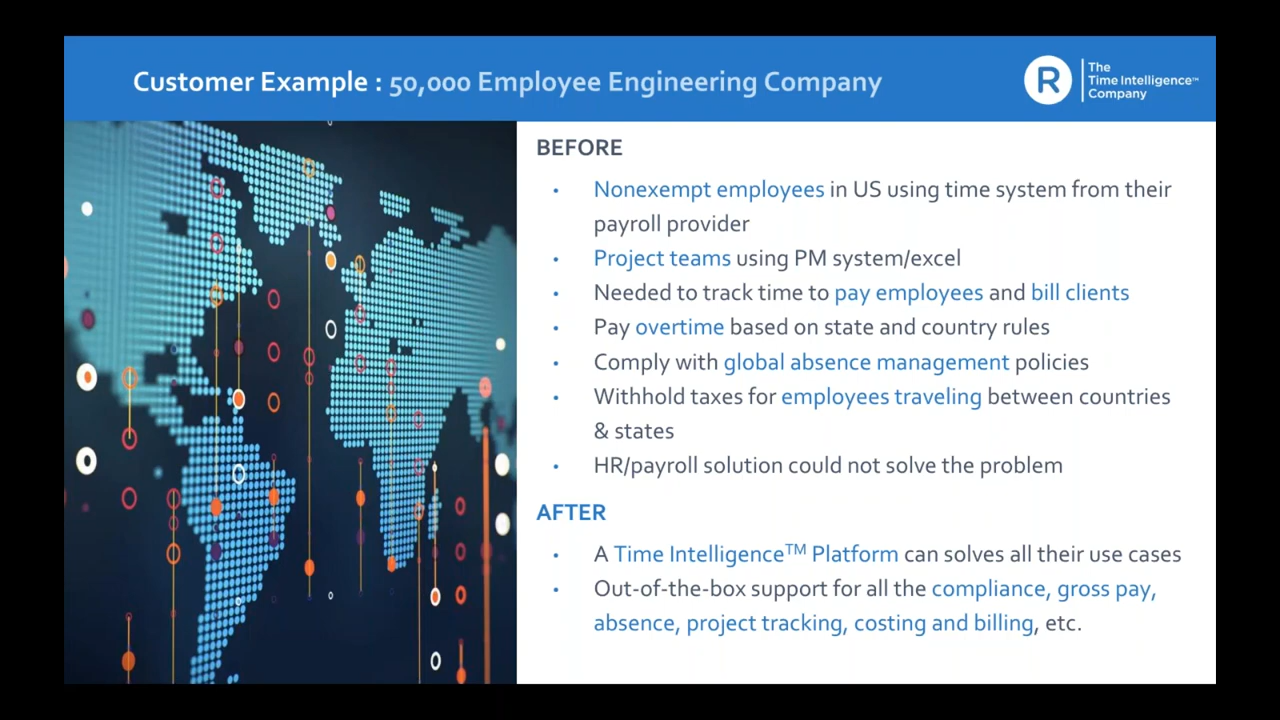 Customer Example : 50,000 Employee Engineering Company
R
The
Time Intelligence™
Company
BEFORE
• Nonexempt employees in US using time system from their
payroll provider
• Project teams using PM system/excel
• Needed to track time to pay employees and bill clients
• Pay overtime based on state and country rules
• Comply with global absence management policies
• Withhold taxes for employees traveling between countries
& states
• HR/payroll solution could not solve the problem
AFTER
• A Time Intelligence™ Platform can solves all their use cases
• Out-of-the-box support for all the compliance, gross pay,
absence, project tracking, costing and billing, etc.